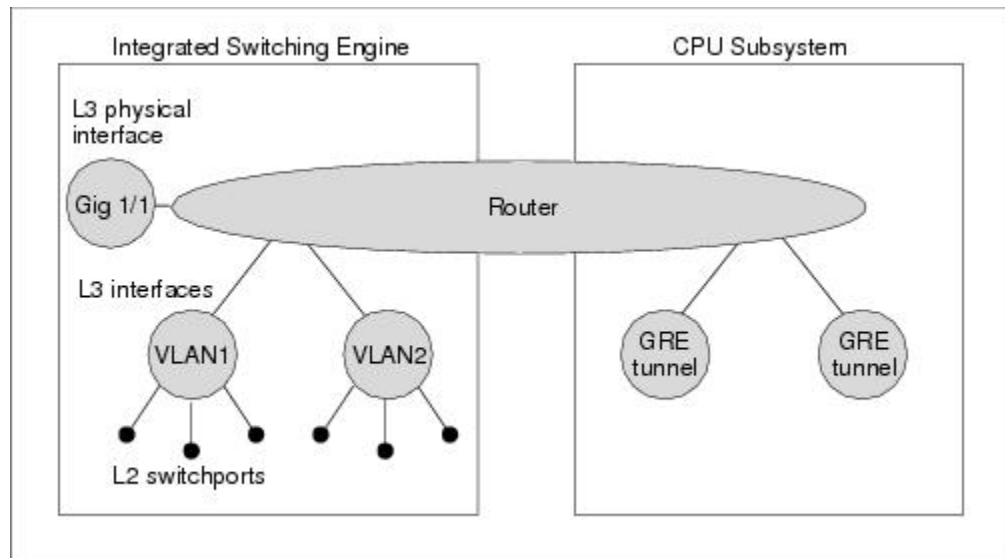 Integrated Switching Engine
CPU Subsystem
L3 physical
interface
Gig 1/1
Router
L3 interfaces
VLAN1
VLAN2
GRE
tunnel
GRE
tunnel
L2 switchports